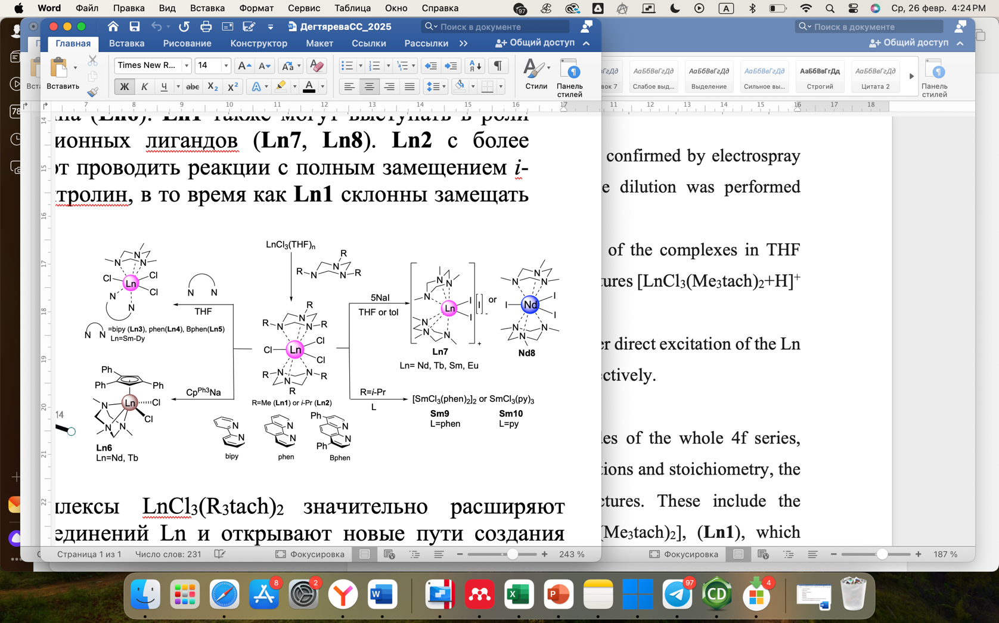 Word Файл Правка Вид Вставка Формат Сервис Таблица Окно Справка
97 A Ср, 26 февр. 4:24 PM
ДегтяреваСС_2025 Поиск в документе
Поиск в документе
Главная Вставка Рисование Конструктор Макет Ссылки Рассылки Общий доступ
Общий доступ
Вставить
Times New R... 14
Ж К Ч abc X2 X²
Стили Панель стилей
АаБбВвГгДд АаБбВвГгДд АаБбВвГгДд АаБбВвГгДд АаБбВвГгДд
Слабое выд... Выделение Сильное вы... Строгий Цитата 2
Панель стилей
7 8 9 10 11 12 13 14 15 16 17
11 12 13 14 15 16 17 18
ионных лигандов (Ln7, Ln8). Ln2 с более
от проводить реакции с полным замещением i-
тролин, в то время как Ln1 склонны замещать
LnCl3(THF)n
R R N N N R
N N N Cl Ln Cl Cl N N
N N
THF
N N =bipy (Ln3), phen(Ln4), Bphen(Ln5)
Ln=Sm-Dy
R R N N N R
Cl Ln Cl Cl
R N N N R R
R=Me (Ln1) or i-Pr (Ln2)
5NaI
THF or tol
N N N Ln I I N N N + [I] -
or
N N N I Nd I I N N N
Ln7
Ln= Nd, Tb, Sm, Eu
Nd8
Ph Ph Ph
N Ln Cl Cl N N
Ln6
Ln=Nd, Tb
CpPh3Na
R=i-Pr
L
[SmCl3(phen)2]2 or SmCl3(py)3
Sm9 Sm10
L=phen L=py
N N N N Ph N N Ph
bipy phen Bphen
14
лексы LnCl3(R3tach)2 значительно расширяют
единений Ln и открывают новые пути создания
confirmed by electrospray
e dilution was performed
of the complexes in THF
tures [LnCl3(Me3tach)2+H]+
er direct excitation of the Ln
ectively.
les of the whole 4f series,
tions and stoichiometry, the
ctures. These include the
[Me3tach)2], (Ln1), which
Страница 1 из 1 Число слов: 231 Фокусировка 243 %
Фокусировка 187 %
8 2 97 4
W X P CD W